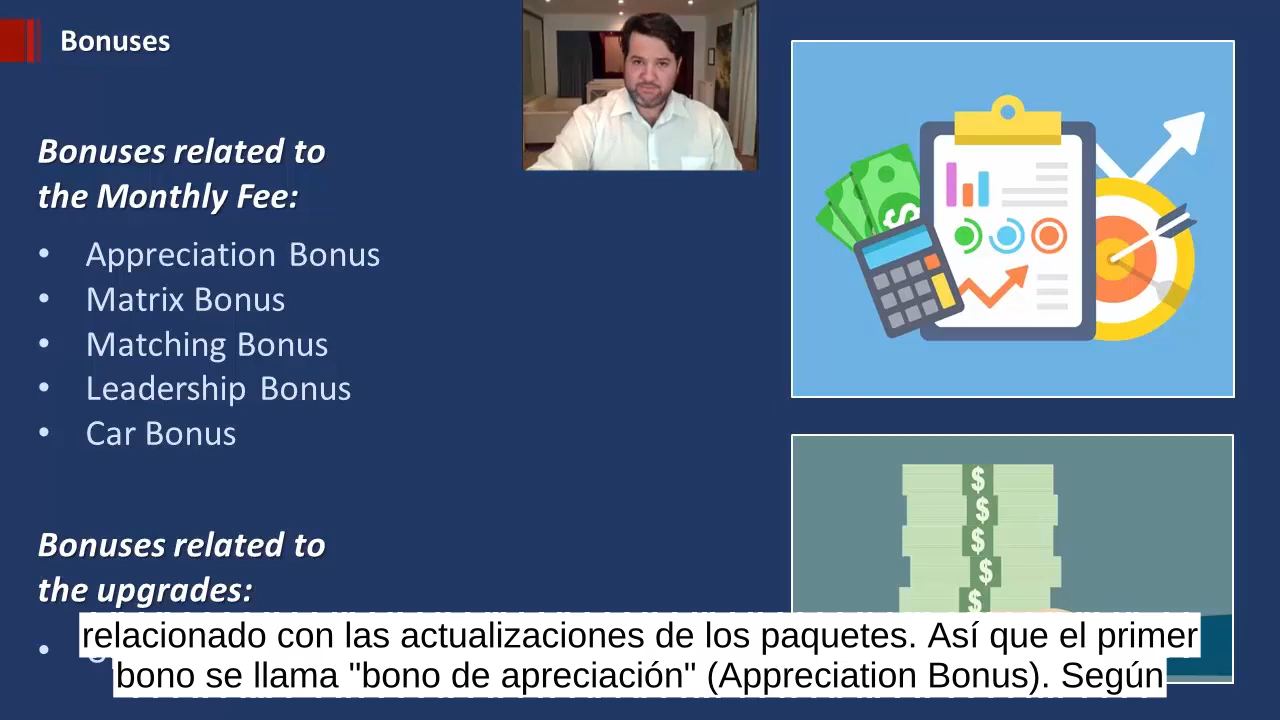 Bonuses
Bonuses related to
the Monthly Fee:
• Appreciation Bonus
• Matrix Bonus
• Matching Bonus
• Leadership Bonus
• Car Bonus
Bonuses related to
the upgrades:
relacionado con las actualizaciones de los paquetes. Así que el primer
bono se llama "bono de apreciación" (Appreciation Bonus). Según